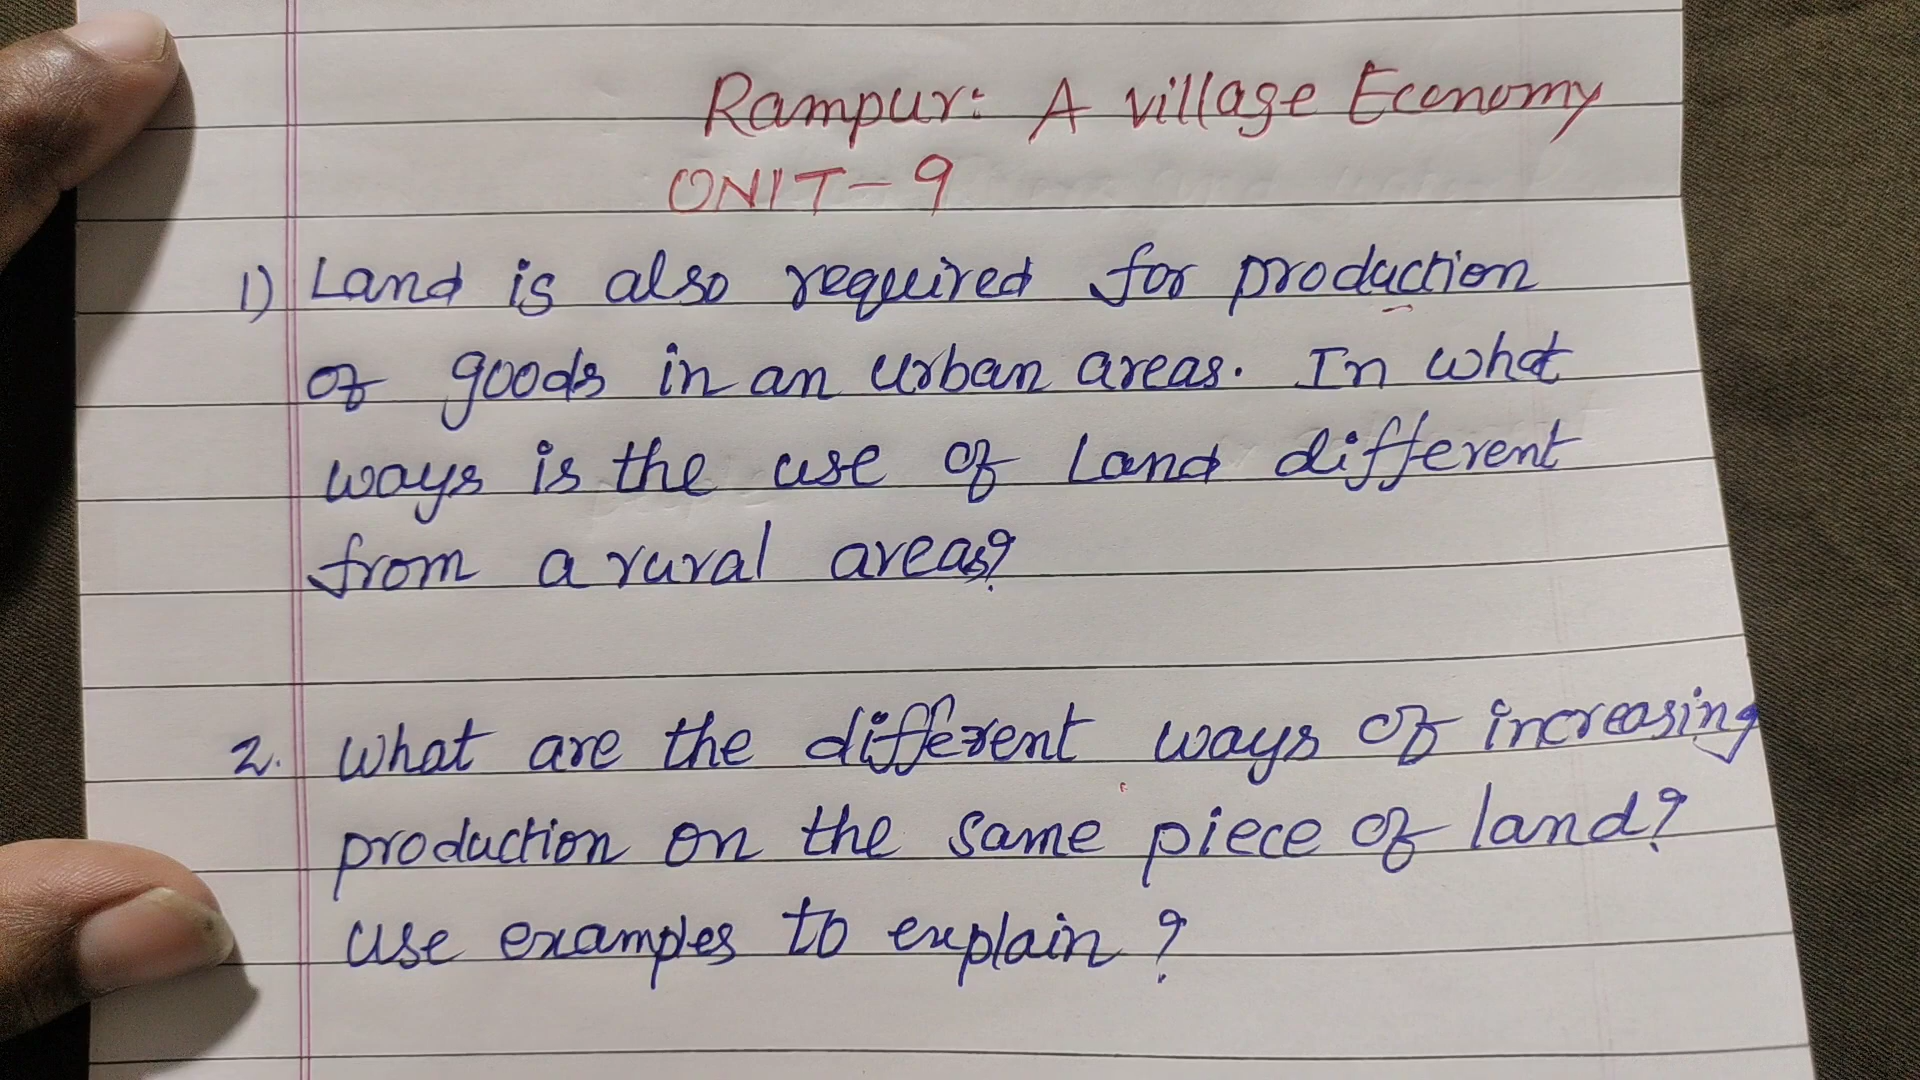 Rampur: A village Economy
UNIT-9
1) Land is also required for production
of goods in an urban areas. In what
ways is the use of Land different
from a rural areas?
2. What are the different ways of increasing
production on the same piece of land?
use examples to explain?